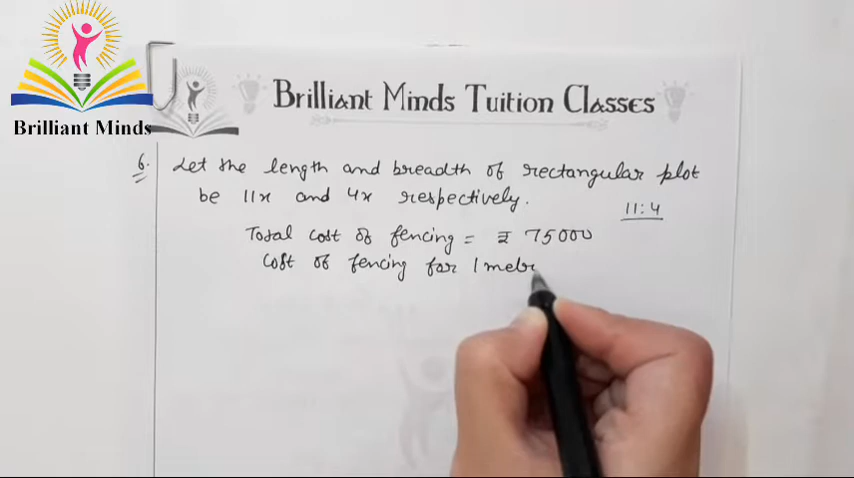 Brilliant Minds
Brilliant Minds Tuition Classes
6. Let the length and breadth of rectangular plot
be 11x and 4x respectively.
11:4
Total cost of fencing = ₹ 75000
Cost of fencing for 1 metr